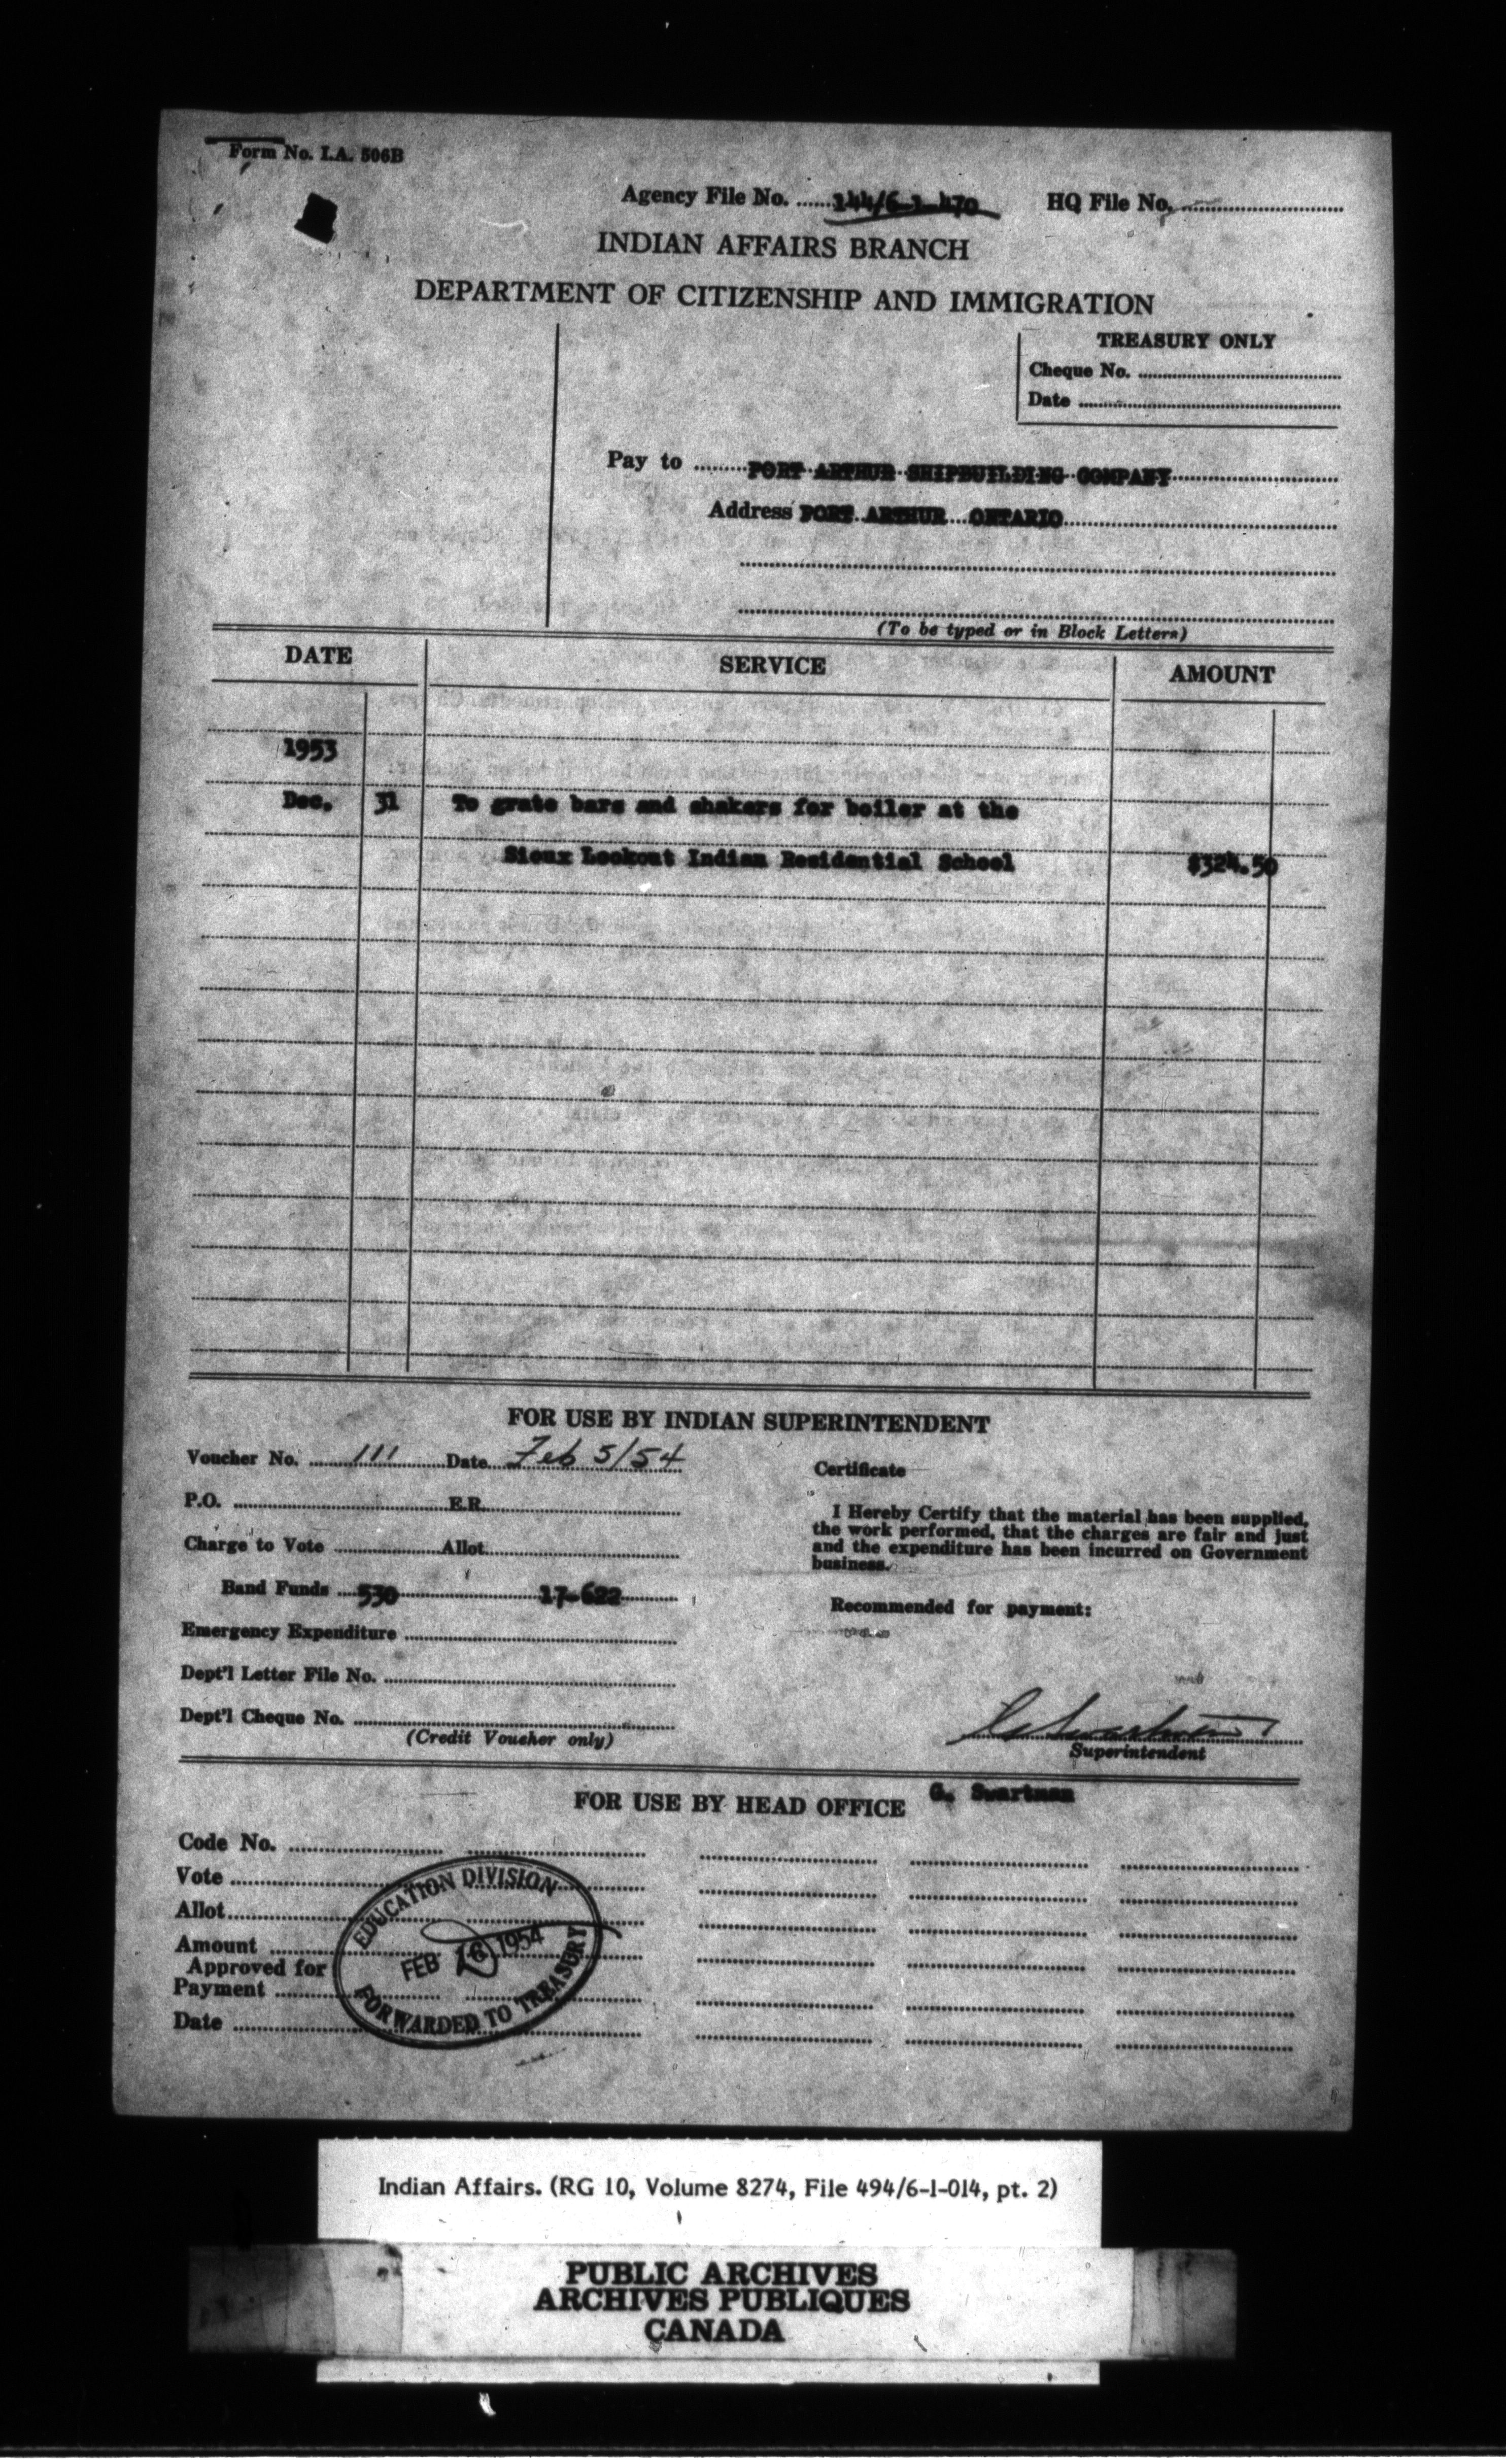 Form No. I.A. 506B
Agency File No. ...... 144/6-1-470 HQ File No. ......
INDIAN AFFAIRS BRANCH
DEPARTMENT OF CITIZENSHIP AND IMMIGRATION
TREASURY ONLY
Cheque No. ......
Date ......
Pay to ...... PORT ARTHUR SHIPBUILDING COMPANY
Address PORT ARTHUR ONTARIO
(To be typed or in Block Letters)
DATE SERVICE AMOUNT
1953
Dec. 31 To grate bars and shakers for boiler at the
Sioux Lookout Indian Residential School $324.50
FOR USE BY INDIAN SUPERINTENDENT
Voucher No. 111 Date Feb 5/54
P.O. ...... E.R. ......
Charge to Vote ...... Allot. ......
Band Funds 530 17-622
Emergency Expenditure ......
Dept'l Letter File No. ......
Dept'l Cheque No. ......
(Credit Voucher only)
Certificate
I Hereby Certify that the material has been supplied,
the work performed, that the charges are fair and just
and the expenditure has been incurred on Government
business.
Recommended for payment:
G Swartman
Superintendent
G. Swartman
FOR USE BY HEAD OFFICE
Code No. ......
Vote ......
Allot. ......
Amount ......
Approved for
Payment ......
Date ......
EDUCATION DIVISION
FEB 1954
FORWARDED TO TREASURY
Indian Affairs. (RG 10, Volume 8274, File 494/6-1-014, pt. 2)
PUBLIC ARCHIVES
ARCHIVES PUBLIQUES
CANADA